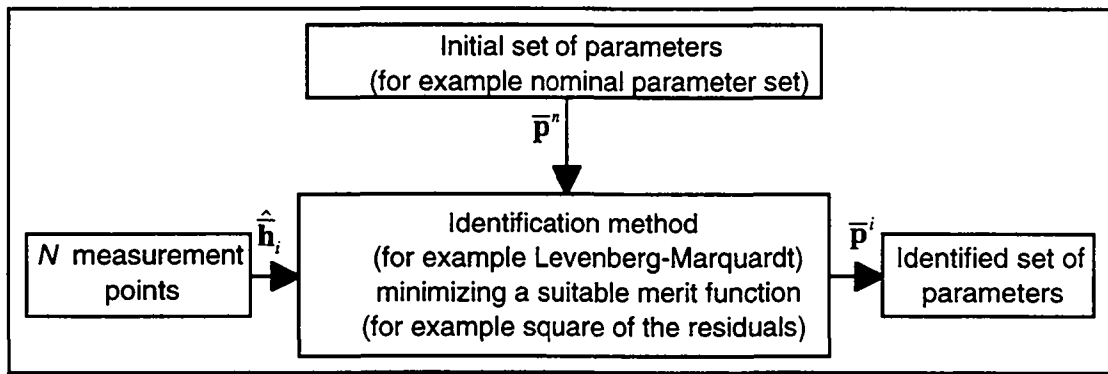 Initial set of parameters
(for example nominal parameter set)
p̅ⁿ
N measurement
points
ĥ̅ᵢ
Identification method
(for example Levenberg-Marquardt)
minimizing a suitable merit function
(for example square of the residuals)
p̅ⁱ
Identified set of
parameters